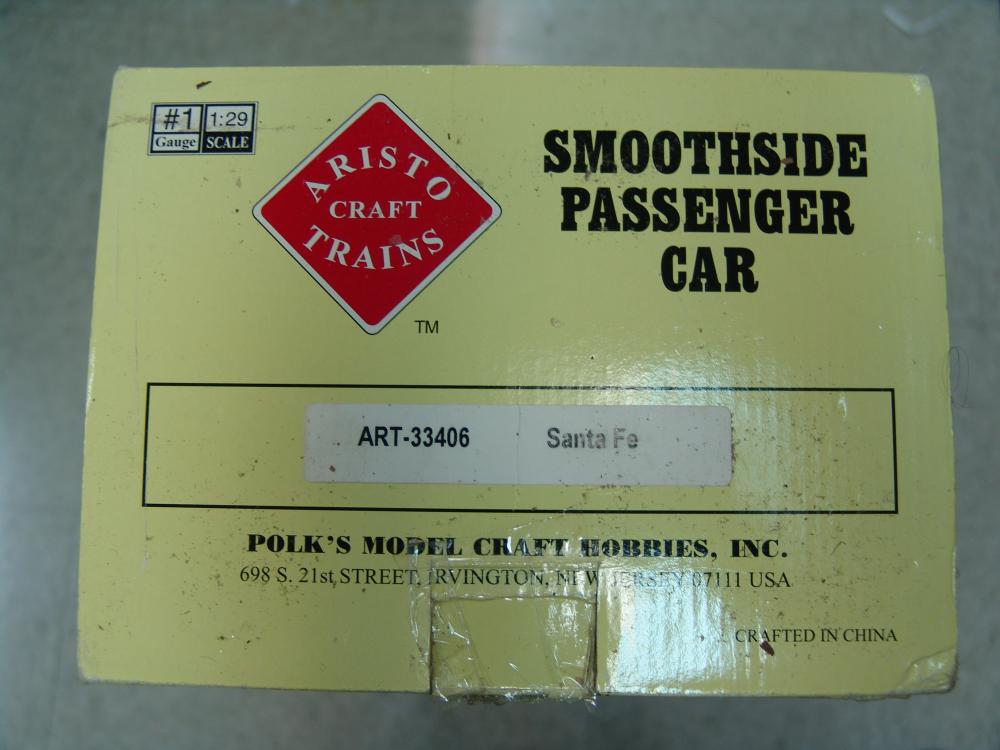 #1 1:29
Gauge SCALE
ARISTO
CRAFT
TRAINS
TM
SMOOTHSIDE
PASSENGER
CAR
ART-33406 Santa Fe
POLK'S MODEL CRAFT HOBBIES, INC.
698 S. 21st STREET, IRVINGTON, NEW JERSEY 07111 USA
CRAFTED IN CHINA